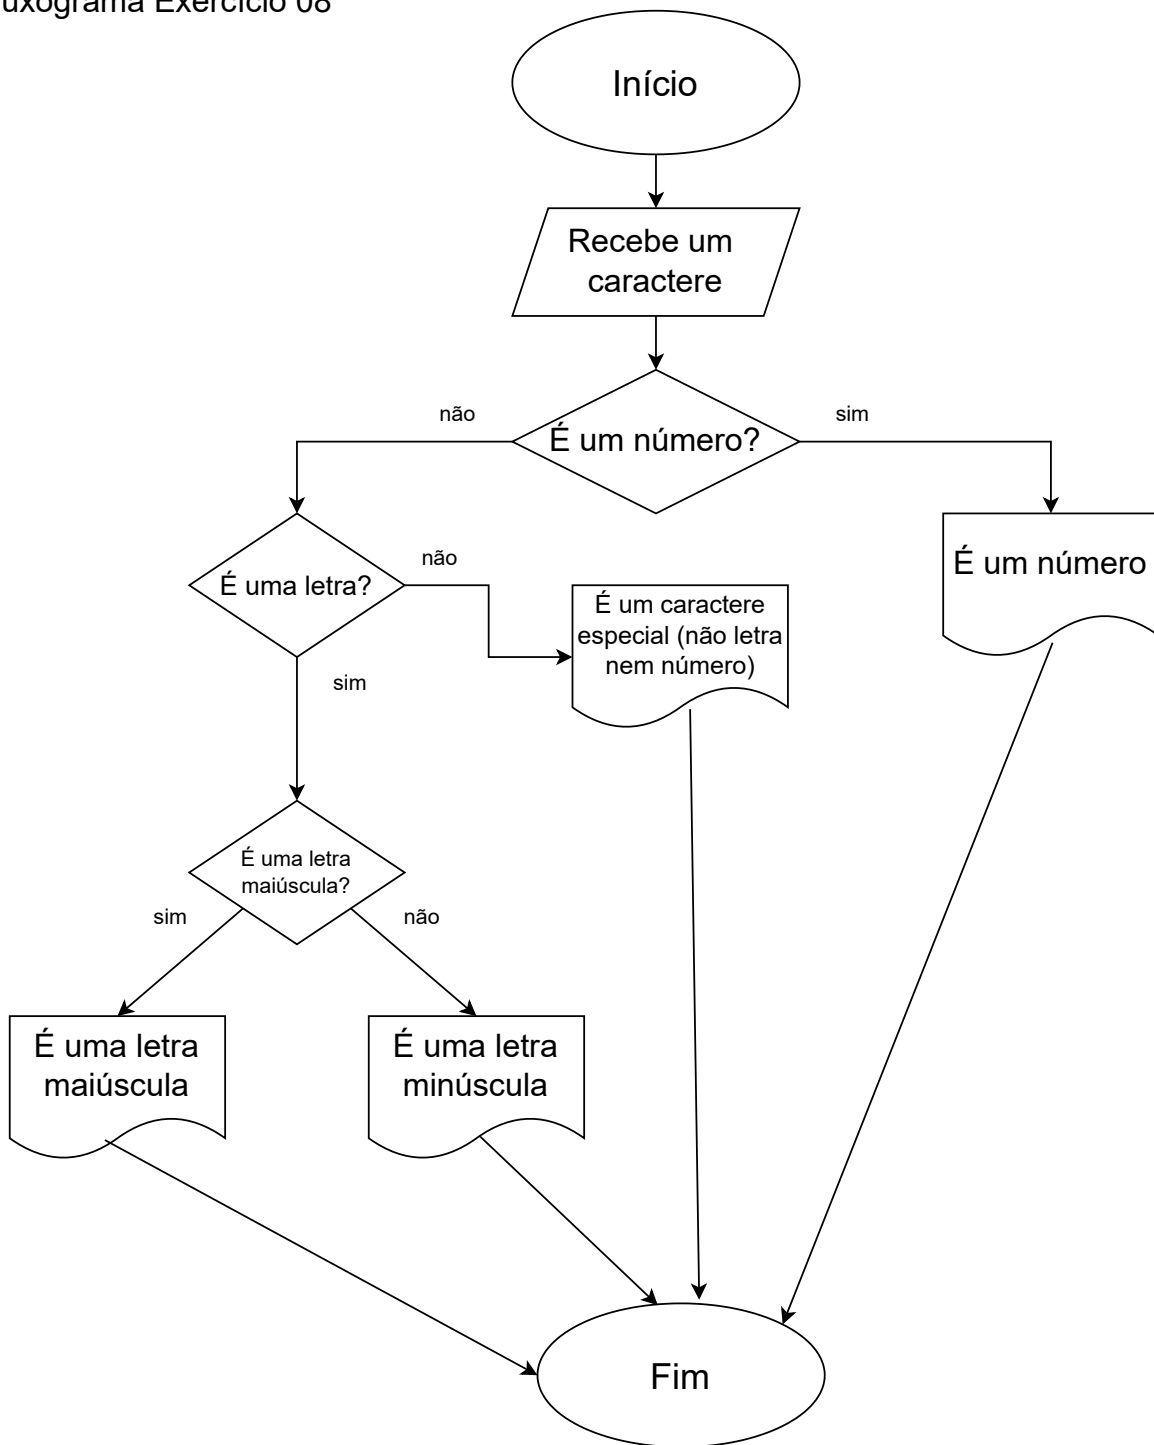 uxograma Exercício 08
Início
Recebe um
caractere
não
sim
É um número?
É uma letra?
não
É um caractere
especial (não letra
nem número)
É um número
sim
É uma letra
maiúscula?
sim
não
É uma letra
maiúscula
É uma letra
minúscula
Fim